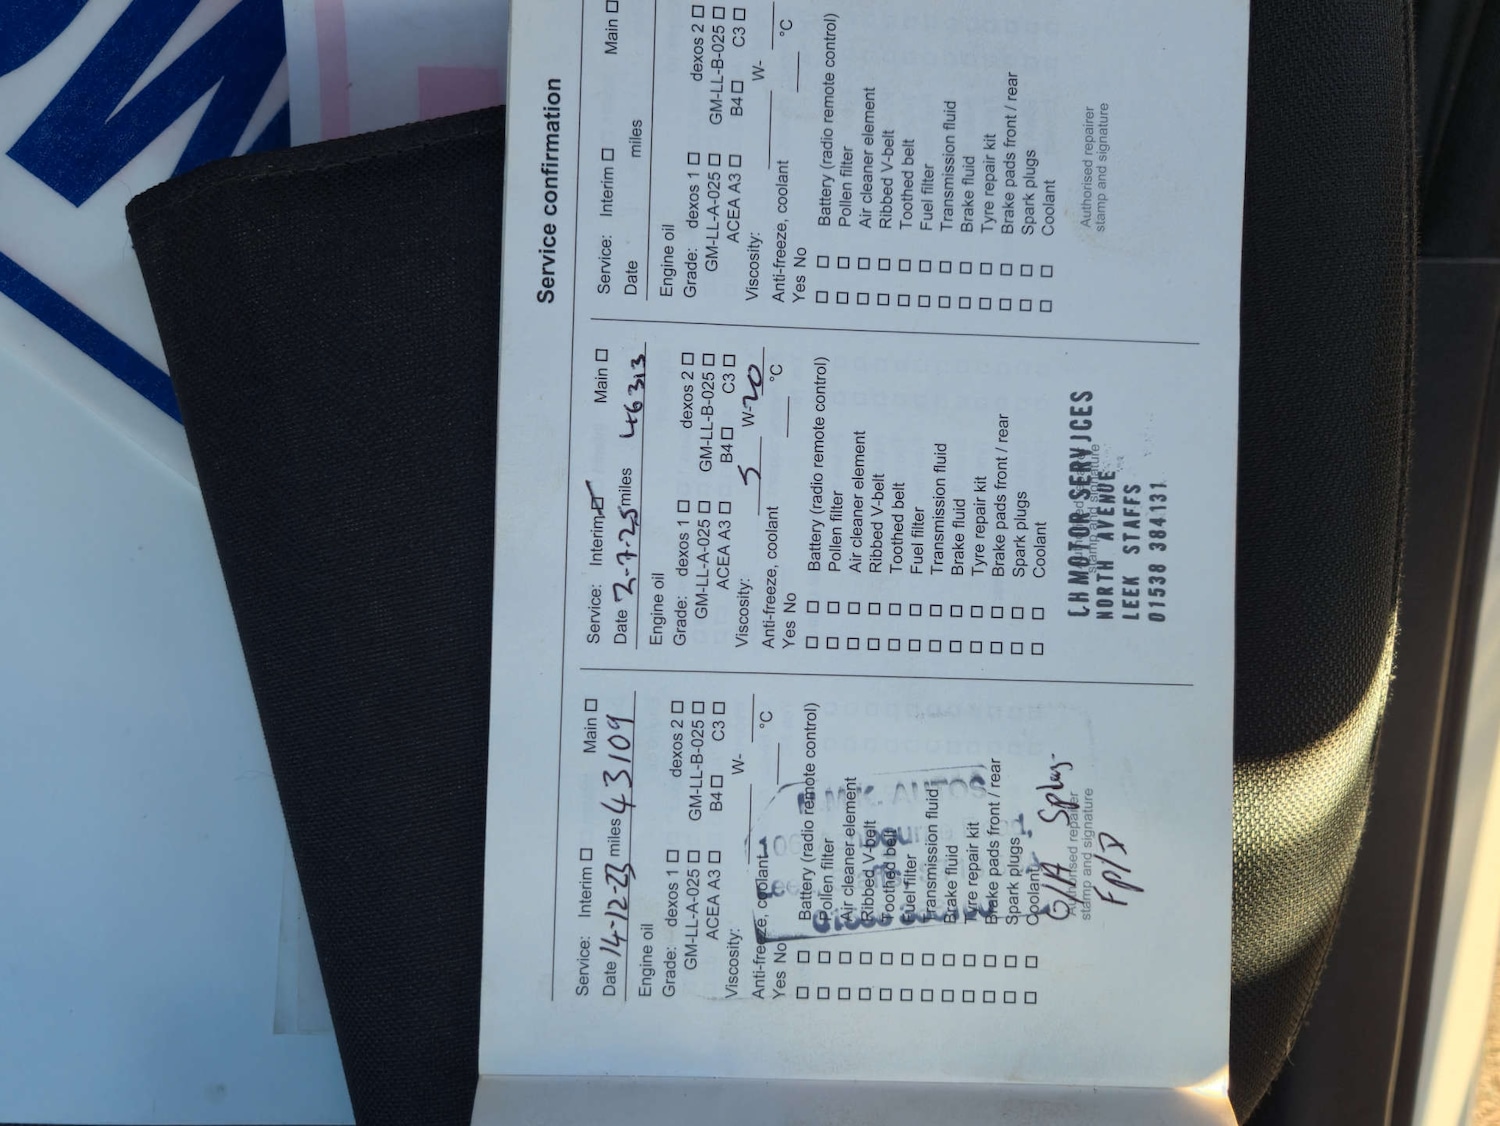 Service confirmation
Service: Interim ☐ Main ☐
Date 14-12-23 miles 43109
Engine oil
Grade: dexos 1 ☐ dexos 2 ☐
GM-LL-A-025 ☐ GM-LL-B-025 ☐
ACEA A3 ☐ B4 ☐ C3 ☐
Viscosity: W-
Anti-freeze, coolant °C
Yes No
☐ ☐ Battery (radio remote control)
☐ ☐ Pollen filter
☐ ☐ Air cleaner element
☐ ☐ Ribbed V-belt
☐ ☐ Toothed belt
☐ ☐ Fuel filter
☐ ☐ Transmission fluid
☐ ☐ Brake fluid
☐ ☐ Tyre repair kit
☐ ☐ Brake pads front / rear
☐ ☐ Spark plugs
☐ ☐ Coolant
M.K. AUTOS
Authorised repairer
stamp and signature
Service: Interim ☑ Main ☐
Date 2-7-25 miles 46313
Engine oil
Grade: dexos 1 ☐ dexos 2 ☐
GM-LL-A-025 ☐ GM-LL-B-025 ☐
ACEA A3 ☐ B4 ☐ C3 ☐
Viscosity: 5 W-20
Anti-freeze, coolant °C
Yes No
☐ ☐ Battery (radio remote control)
☐ ☐ Pollen filter
☐ ☐ Air cleaner element
☐ ☐ Ribbed V-belt
☐ ☐ Toothed belt
☐ ☐ Fuel filter
☐ ☐ Transmission fluid
☐ ☐ Brake fluid
☐ ☐ Tyre repair kit
☐ ☐ Brake pads front / rear
☐ ☐ Spark plugs
☐ ☐ Coolant
Authorised repairer
stamp and signature
CH MOTOR SERVICES
NORTH AVENUE
LEEK STAFFS
01538 384131
Service: Interim ☐ Main ☐
Date miles
Engine oil
Grade: dexos 1 ☐ dexos 2 ☐
GM-LL-A-025 ☐ GM-LL-B-025 ☐
ACEA A3 ☐ B4 ☐ C3 ☐
Viscosity: W-
Anti-freeze, coolant °C
Yes No
☐ ☐ Battery (radio remote control)
☐ ☐ Pollen filter
☐ ☐ Air cleaner element
☐ ☐ Ribbed V-belt
☐ ☐ Toothed belt
☐ ☐ Fuel filter
☐ ☐ Transmission fluid
☐ ☐ Brake fluid
☐ ☐ Tyre repair kit
☐ ☐ Brake pads front / rear
☐ ☐ Spark plugs
☐ ☐ Coolant
Authorised repairer
stamp and signature